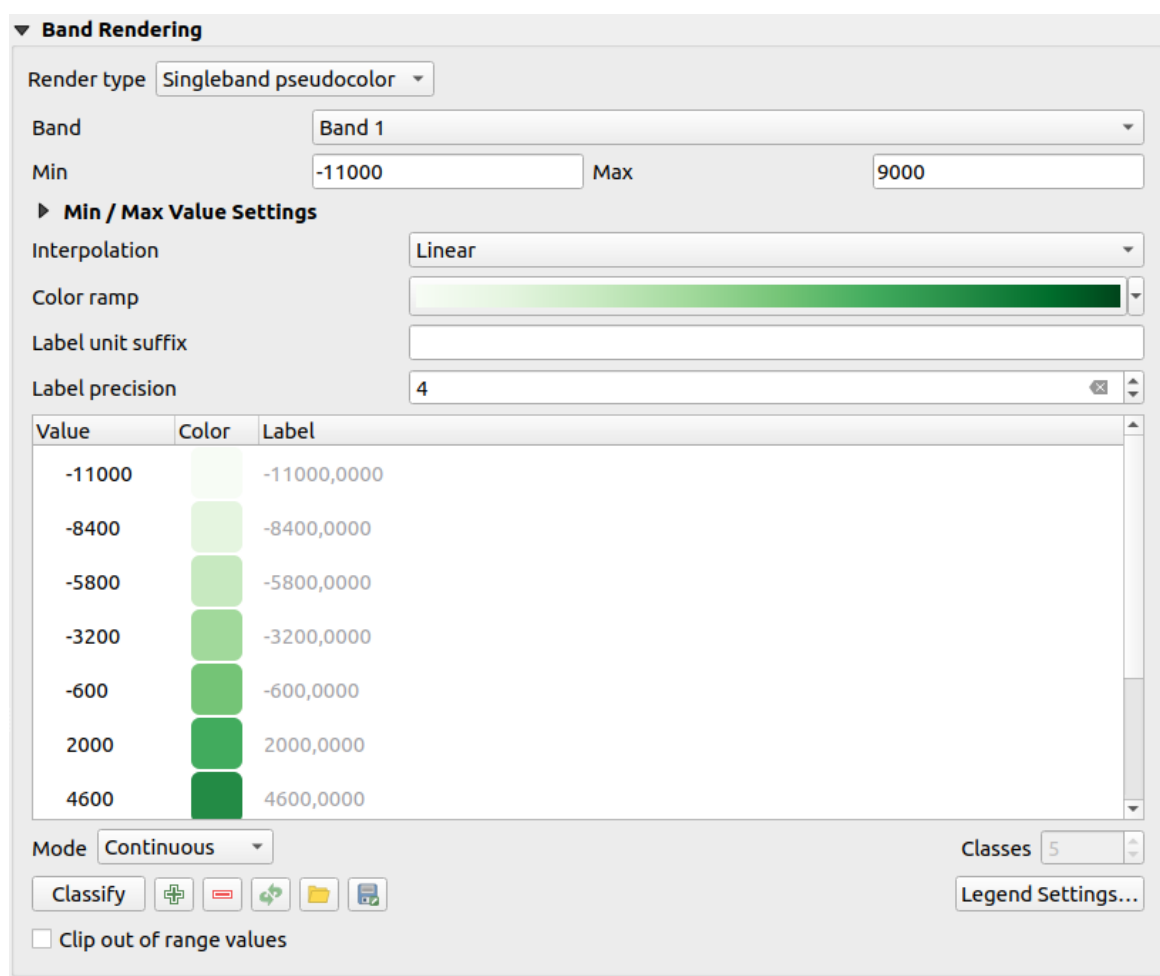 Band Rendering
Render type Singleband pseudocolor
Band Band 1
Min -11000 Max 9000
Min / Max Value Settings
Interpolation Linear
Color ramp
Label unit suffix
Label precision 4
Value Color Label
-11000 -11000,0000
-8400 -8400,0000
-5800 -5800,0000
-3200 -3200,0000
-600 -600,0000
2000 2000,0000
4600 4600,0000
Mode Continuous Classes 5
Classify Legend Settings...
Clip out of range values